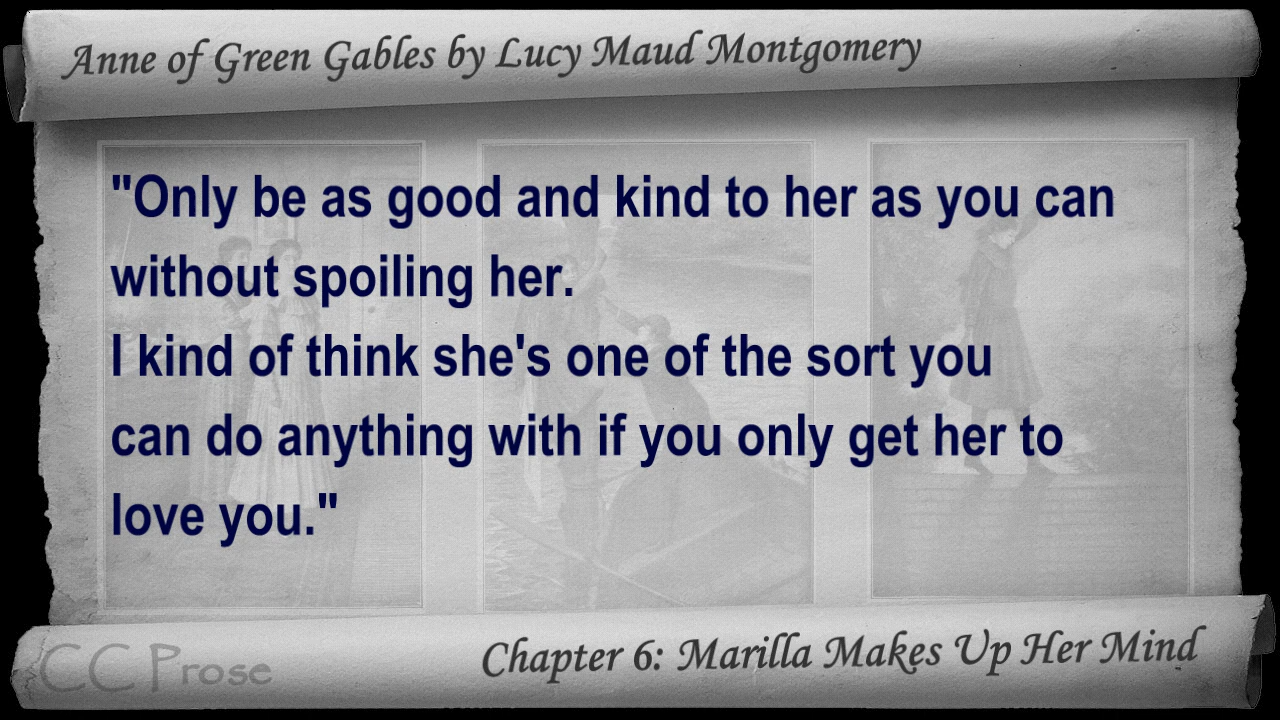 Anne of Green Gables by Lucy Maud Montgomery
"Only be as good and kind to her as you can
without spoiling her.
I kind of think she's one of the sort you
can do anything with if you only get her to
love you."
CC Prose
Chapter 6: Marilla Makes Up Her Mind